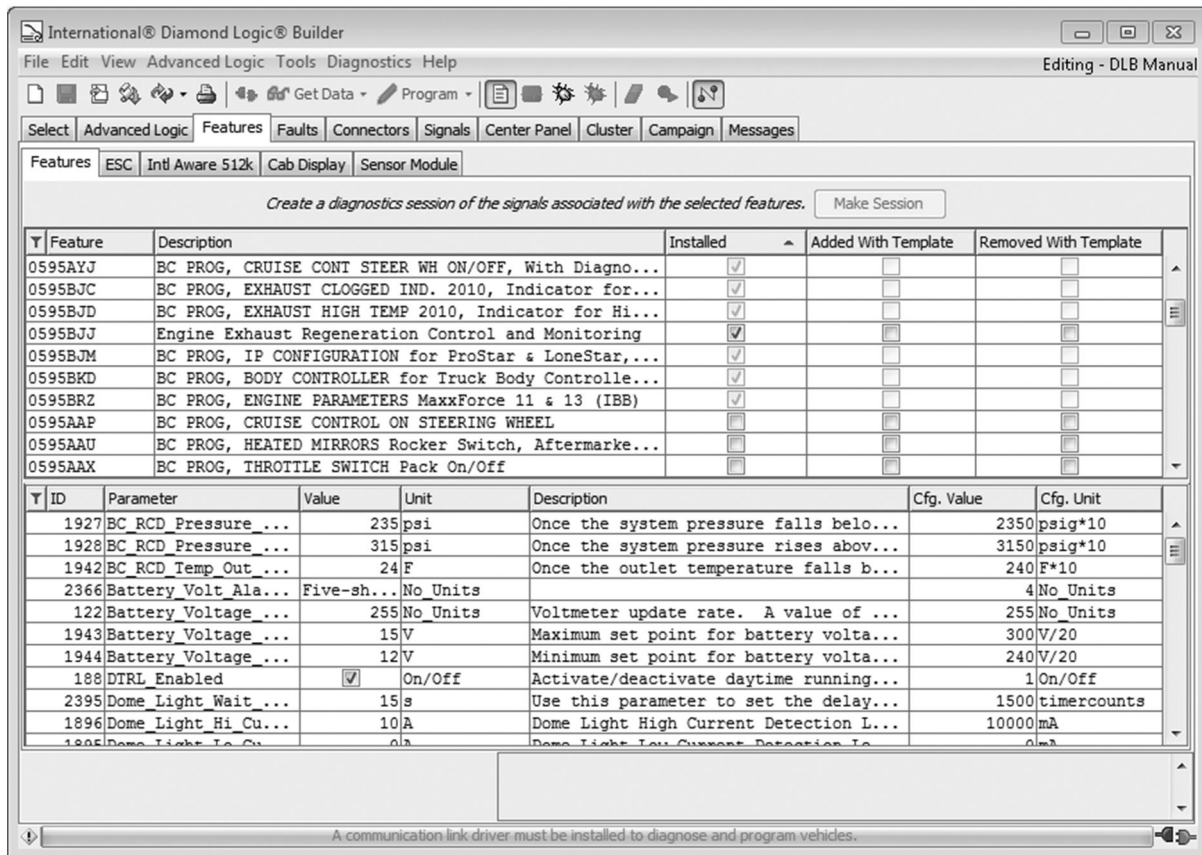 International® Diamond Logic® Builder
File Edit View Advanced Logic Tools Diagnostics Help
Editing - DLB Manual
Get Data Program
Select Advanced Logic Features Faults Connectors Signals Center Panel Cluster Campaign Messages
Features ESC Intl Aware 512k Cab Display Sensor Module
Create a diagnostics session of the signals associated with the selected features. Make Session
Feature Description Installed Added With Template Removed With Template
0595AYJ BC PROG, CRUISE CONT STEER WH ON/OFF, With Diagno...
0595BJC BC PROG, EXHAUST CLOGGED IND. 2010, Indicator for...
0595BJD BC PROG, EXHAUST HIGH TEMP 2010, Indicator for Hi...
0595BJJ Engine Exhaust Regeneration Control and Monitoring
0595BJM BC PROG, IP CONFIGURATION for ProStar & LoneStar,...
0595BKD BC PROG, BODY CONTROLLER for Truck Body Controlle...
0595BRZ BC PROG, ENGINE PARAMETERS MaxxForce 11 & 13 (IBB)
0595AAP BC PROG, CRUISE CONTROL ON STEERING WHEEL
0595AAU BC PROG, HEATED MIRRORS Rocker Switch, Aftermarke...
0595AAX BC PROG, THROTTLE SWITCH Pack On/Off
ID Parameter Value Unit Description Cfg. Value Cfg. Unit
1927 BC_RCD_Pressure_... 235 psi Once the system pressure falls belo... 2350 psig*10
1928 BC_RCD_Pressure_... 315 psi Once the system pressure rises abov... 3150 psig*10
1942 BC_RCD_Temp_Out_... 24 F Once the outlet temperature falls b... 240 F*10
2366 Battery_Volt_Ala... Five-sh... No_Units 4 No_Units
122 Battery_Voltage_... 255 No_Units Voltmeter update rate. A value of ... 255 No_Units
1943 Battery_Voltage_... 15 V Maximum set point for battery volta... 300 V/20
1944 Battery_Voltage_... 12 V Minimum set point for battery volta... 240 V/20
188 DTRL_Enabled On/Off Activate/deactivate daytime running... 1 On/Off
2395 Dome_Light_Wait_... 15 s Use this parameter to set the delay... 1500 timercounts
1896 Dome_Light_Hi_Cu... 10 A Dome Light High Current Detection L... 10000 mA
1895 Dome_Light_Lo_Cu... 0 A Dome Light Low Current Detection Le... 0 mA
A communication link driver must be installed to diagnose and program vehicles.